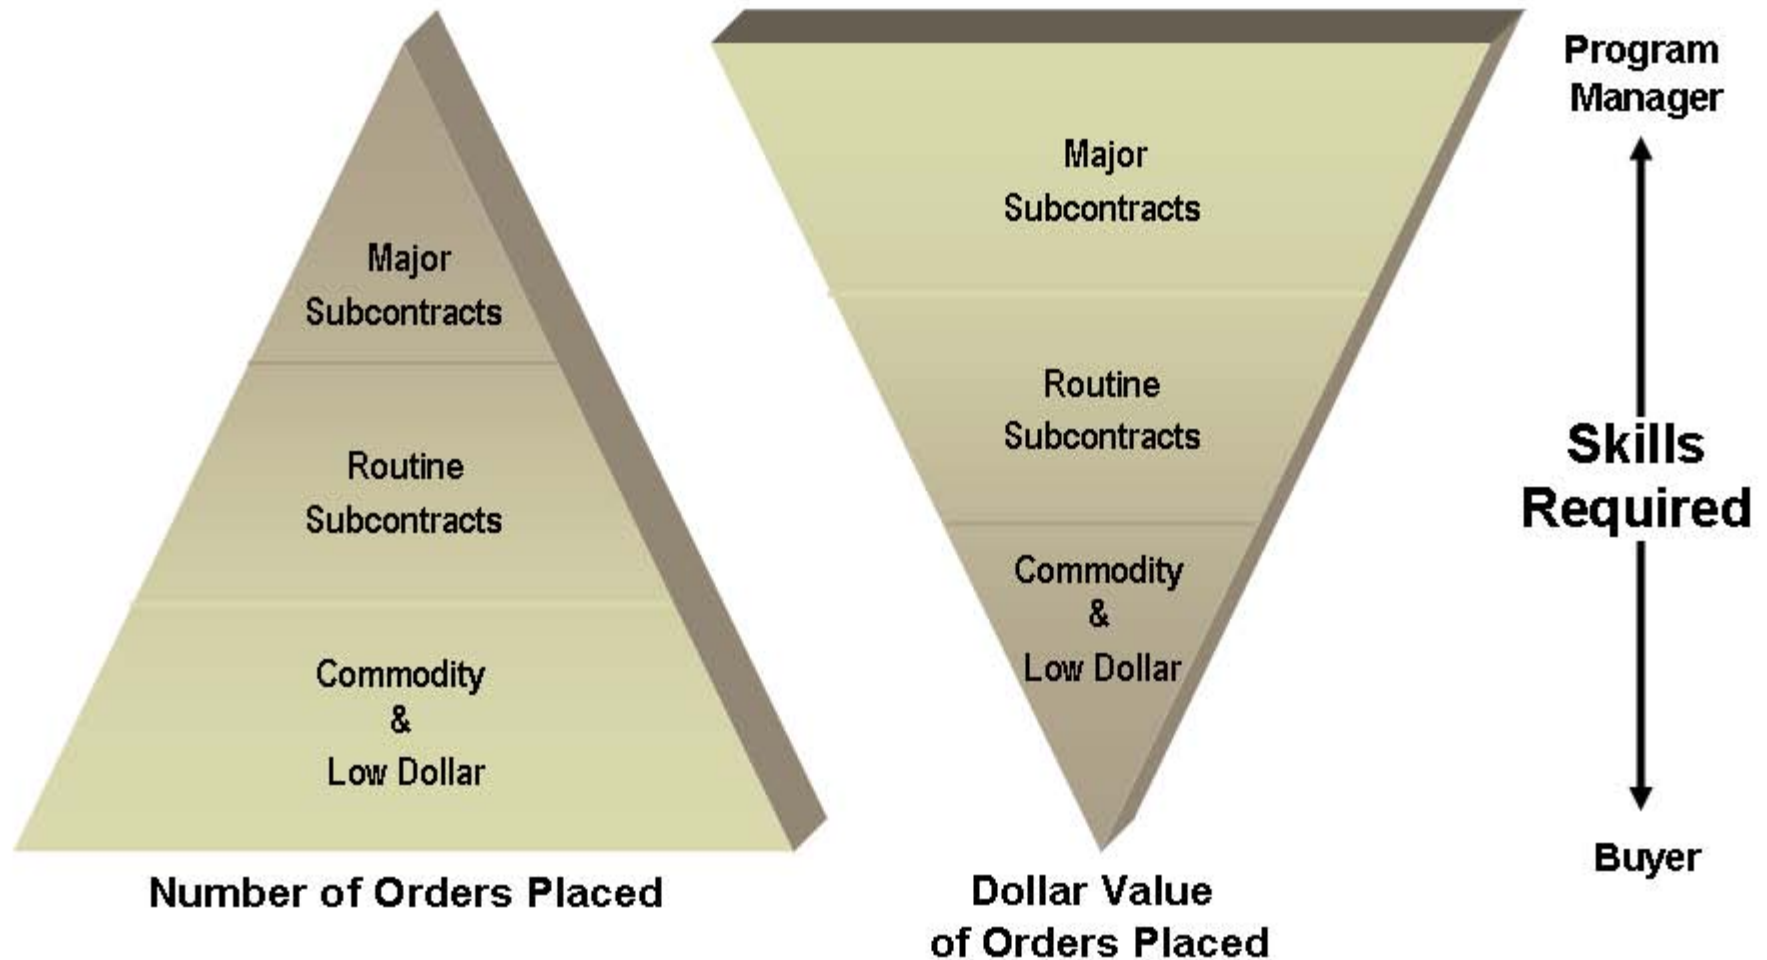 Major
Subcontracts
Routine
Subcontracts
Commodity
&
Low Dollar
Number of Orders Placed
Major
Subcontracts
Routine
Subcontracts
Commodity
&
Low Dollar
Dollar Value
of Orders Placed
Program
Manager
Skills
Required
Buyer